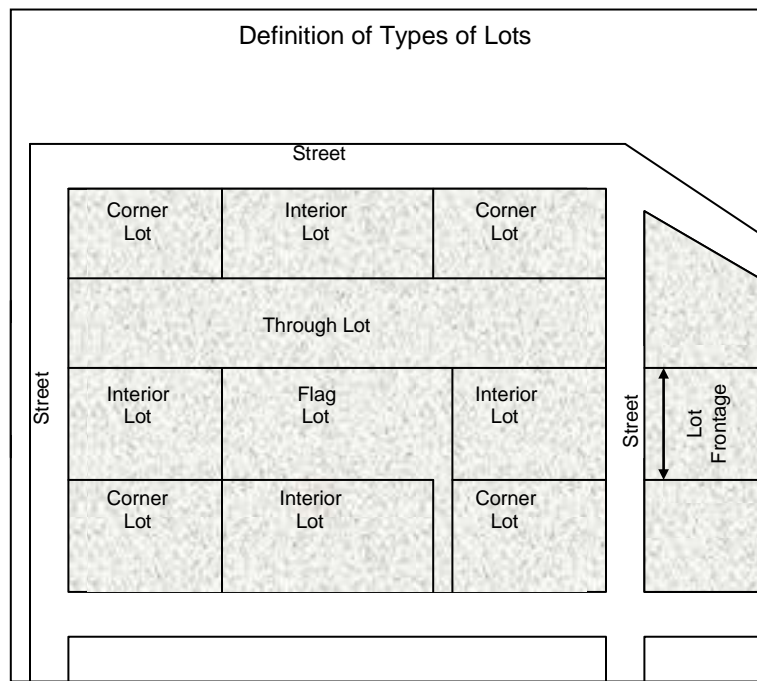 Definition of Types of Lots
Street
Corner
Lot
Interior
Lot
Corner
Lot
Through Lot
Street
Interior
Lot
Flag
Lot
Interior
Lot
Street
Lot
Frontage
Corner
Lot
Interior
Lot
Corner
Lot